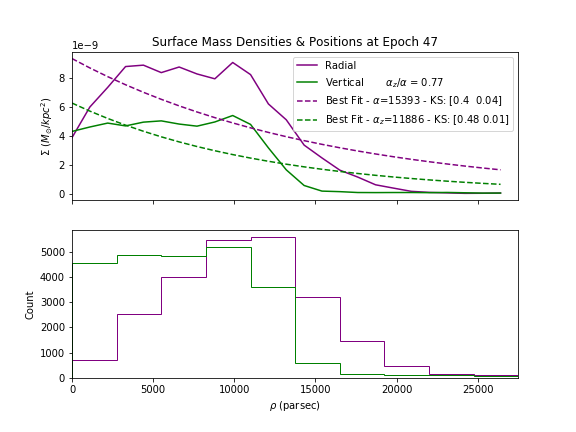 Surface Mass Densities & Positions at Epoch 47
1e−9
Radial
Vertical α_z/α = 0.77
Best Fit - α=15393 - KS: [0.4 0.04]
Best Fit - α_z=11886 - KS: [0.48 0.01]
Σ (M_⊙/kpc²)
8
6
4
2
0
5000
4000
3000
2000
1000
0
Count
0 5000 10000 15000 20000 25000
ρ (parsec)